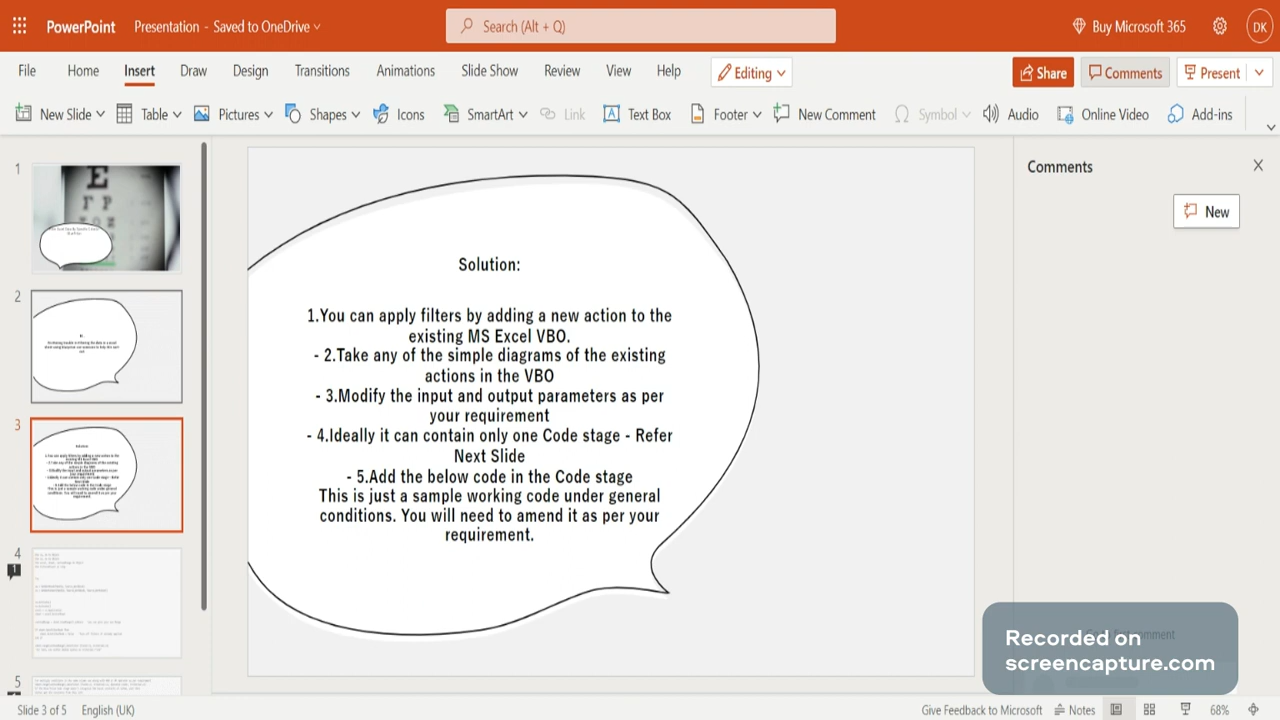 PowerPoint
Presentation - Saved to OneDrive
Search (Alt + Q)
Buy Microsoft 365
DK
File
Home
Insert
Draw
Design
Transitions
Animations
Slide Show
Review
View
Help
Editing
Share
Comments
Present
New Slide
Table
Pictures
Shapes
Icons
SmartArt
Link
Text Box
Footer
New Comment
Symbol
Audio
Online Video
Add-ins
1
2
3
4
1
5
Solution:
1.You can apply filters by adding a new action to the
existing MS Excel VBO.
- 2.Take any of the simple diagrams of the existing
actions in the VBO
- 3.Modify the input and output parameters as per
your requirement
- 4.Ideally it can contain only one Code stage - Refer
Next Slide
- 5.Add the below code in the Code stage
This is just a sample working code under general
conditions. You will need to amend it as per your
requirement.
Comments
New
Recorded on
screencapture.com
Slide 3 of 5
English (UK)
Give Feedback to Microsoft
Notes
68%